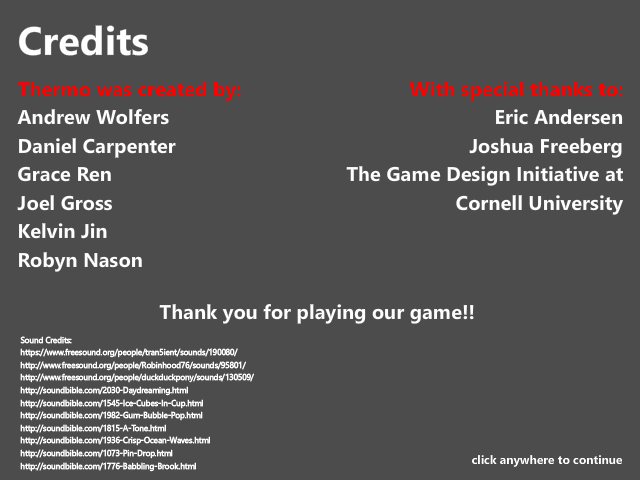 Credits
Thermo was created by:
Andrew Wolfers
Daniel Carpenter
Grace Ren
Joel Gross
Kelvin Jin
Robyn Nason
With special thanks to:
Eric Andersen
Joshua Freeberg
The Game Design Initiative at
Cornell University
Thank you for playing our game!!
Sound Credits:
https://www.freesound.org/people/tran5ient/sounds/190080/
http://www.freesound.org/people/Robinhood76/sounds/95801/
http://www.freesound.org/people/duckduckpony/sounds/130509/
http://soundbible.com/2030-Daydreaming.html
http://soundbible.com/1545-Ice-Cubes-In-Cup.html
http://soundbible.com/1982-Gum-Bubble-Pop.html
http://soundbible.com/1815-A-Tone.html
http://soundbible.com/1936-Crisp-Ocean-Waves.html
http://soundbible.com/1073-Pin-Drop.html
http://soundbible.com/1776-Babbling-Brook.html
click anywhere to continue